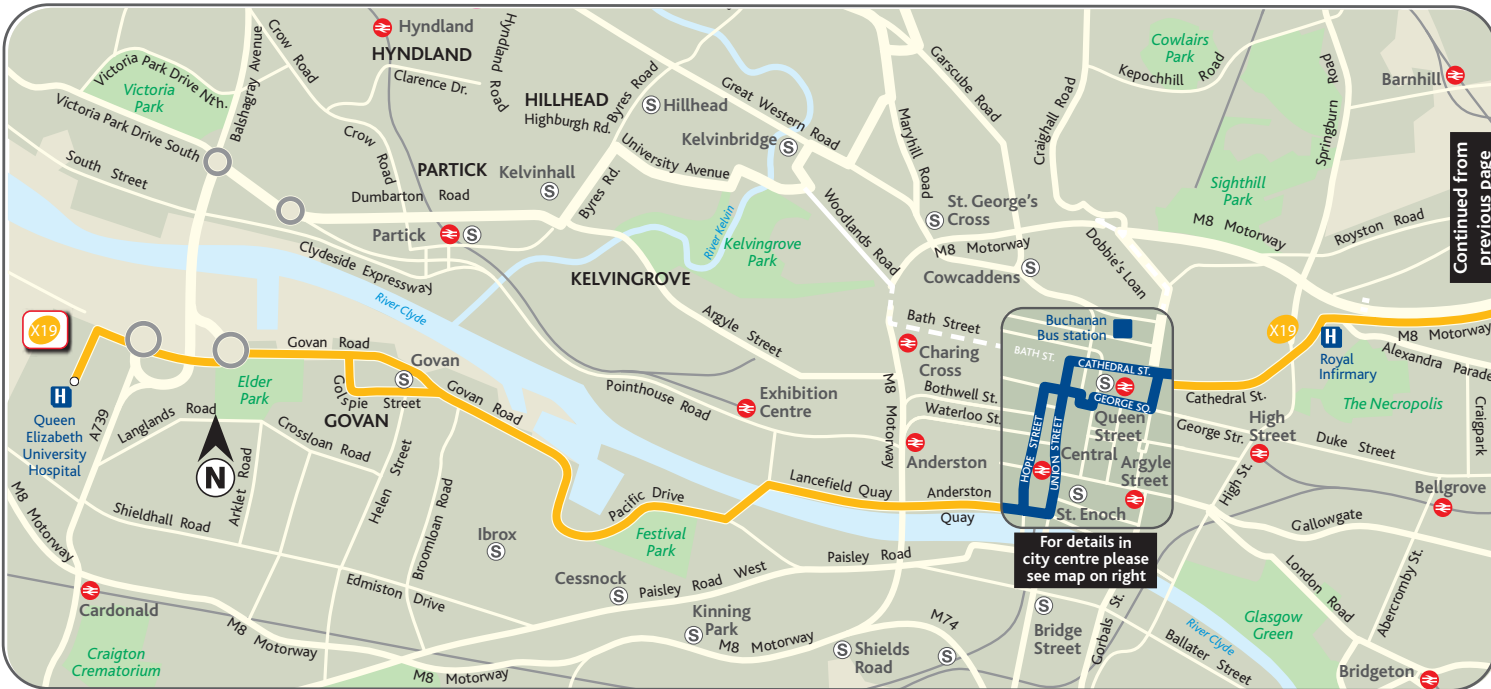 Hyndland
HYNDLAND
Clarence Dr.
Hyndland Road
Crow Road
Balshagray Avenue
Victoria Park Drive Nth.
Victoria
Park
Victoria Park Drive South
South Street
Crow Road
HILLHEAD
Highburgh Rd.
Byres Road
Hillhead
Great Western Road
Kelvinbridge
University Avenue
PARTICK
Kelvinhall
Dumbarton Road
Byres Rd.
Partick
Clydeside Expressway
River Clyde
River Kelvin
Kelvingrove
Park
KELVINGROVE
Woodlands Road
Maryhill Road
Garscube Road
Craighall Road
Cowlairs
Park
Kepochhill Road
Springburn Road
Barnhill
Sighthill
Park
St. George's
Cross
M8 Motorway
Cowcaddens
Dobbie's Loan
M8 Motorway
Royston Road
Continued from
previous page
X19
Govan Road
Govan
Elder
Park
Golspie Street
GOVAN
Govan Road
Queen
Elizabeth
University
Hospital
H
A739
Langlands Road
N
Crossloan Road
Arklet Road
Helen Street
Broomloan Road
Shieldhall Road
M8 Motorway
Cardonald
Craigton
Crematorium
M8 Motorway
Edmiston Drive
M8 Motorway
Ibrox
Cessnock
Paisley Road West
Paisley Road
Kinning
Park
M8 Motorway
Shields
Road
M74
Festival
Park
Pacific Drive
Argyle Street
Pointhouse Road
Exhibition
Centre
Lancefield Quay
Anderston
Quay
Bath Street
Charing
Cross
M8 Motorway
Bothwell St.
Waterloo St.
Anderston
Buchanan
Bus station
BATH ST.
CATHEDRAL ST.
GEORGE SQ.
HOPE STREET
UNION STREET
Queen
Street
Central
Argyle
Street
St. Enoch
For details in
city centre please
see map on right
X19
H
Royal
Infirmary
M8 Motorway
Alexandra Parade
The Necropolis
Craigpark
Cathedral St.
George Str.
High
Street
Duke Street
High St.
Bellgrove
Gallowgate
London Road
Abercromby St.
Glasgow
Green
River Clyde
Bridge
Street
Gorbals St.
Ballater Street
Bridgeton